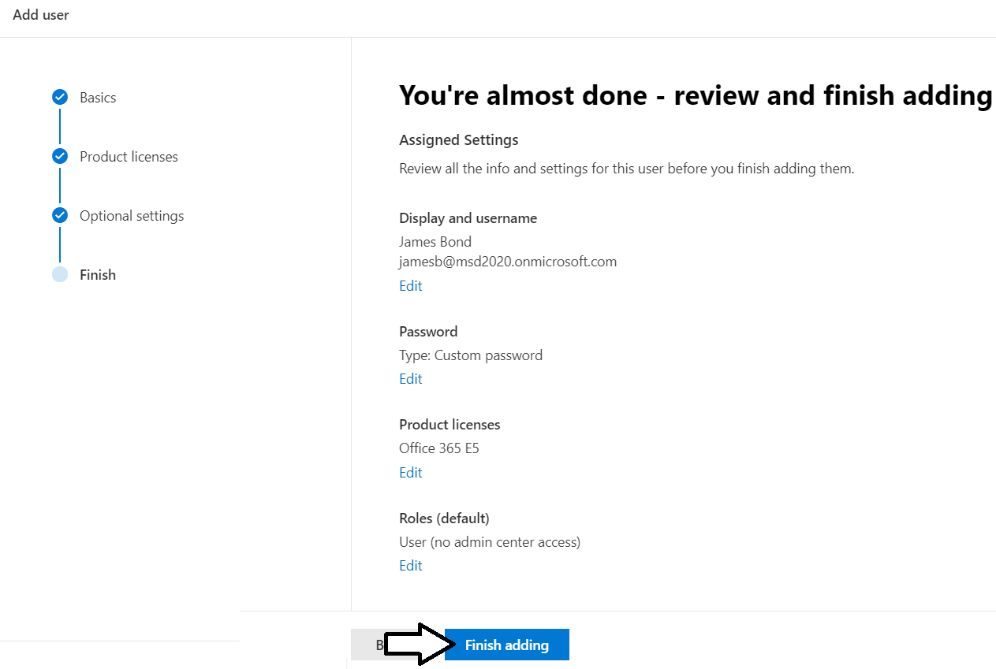 Add user
Basics
Product licenses
Optional settings
Finish
You're almost done - review and finish adding
Assigned Settings
Review all the info and settings for this user before you finish adding them.
Display and username
James Bond
jamesb@msd2020.onmicrosoft.com
Edit
Password
Type: Custom password
Edit
Product licenses
Office 365 E5
Edit
Roles (default)
User (no admin center access)
Edit
Finish adding